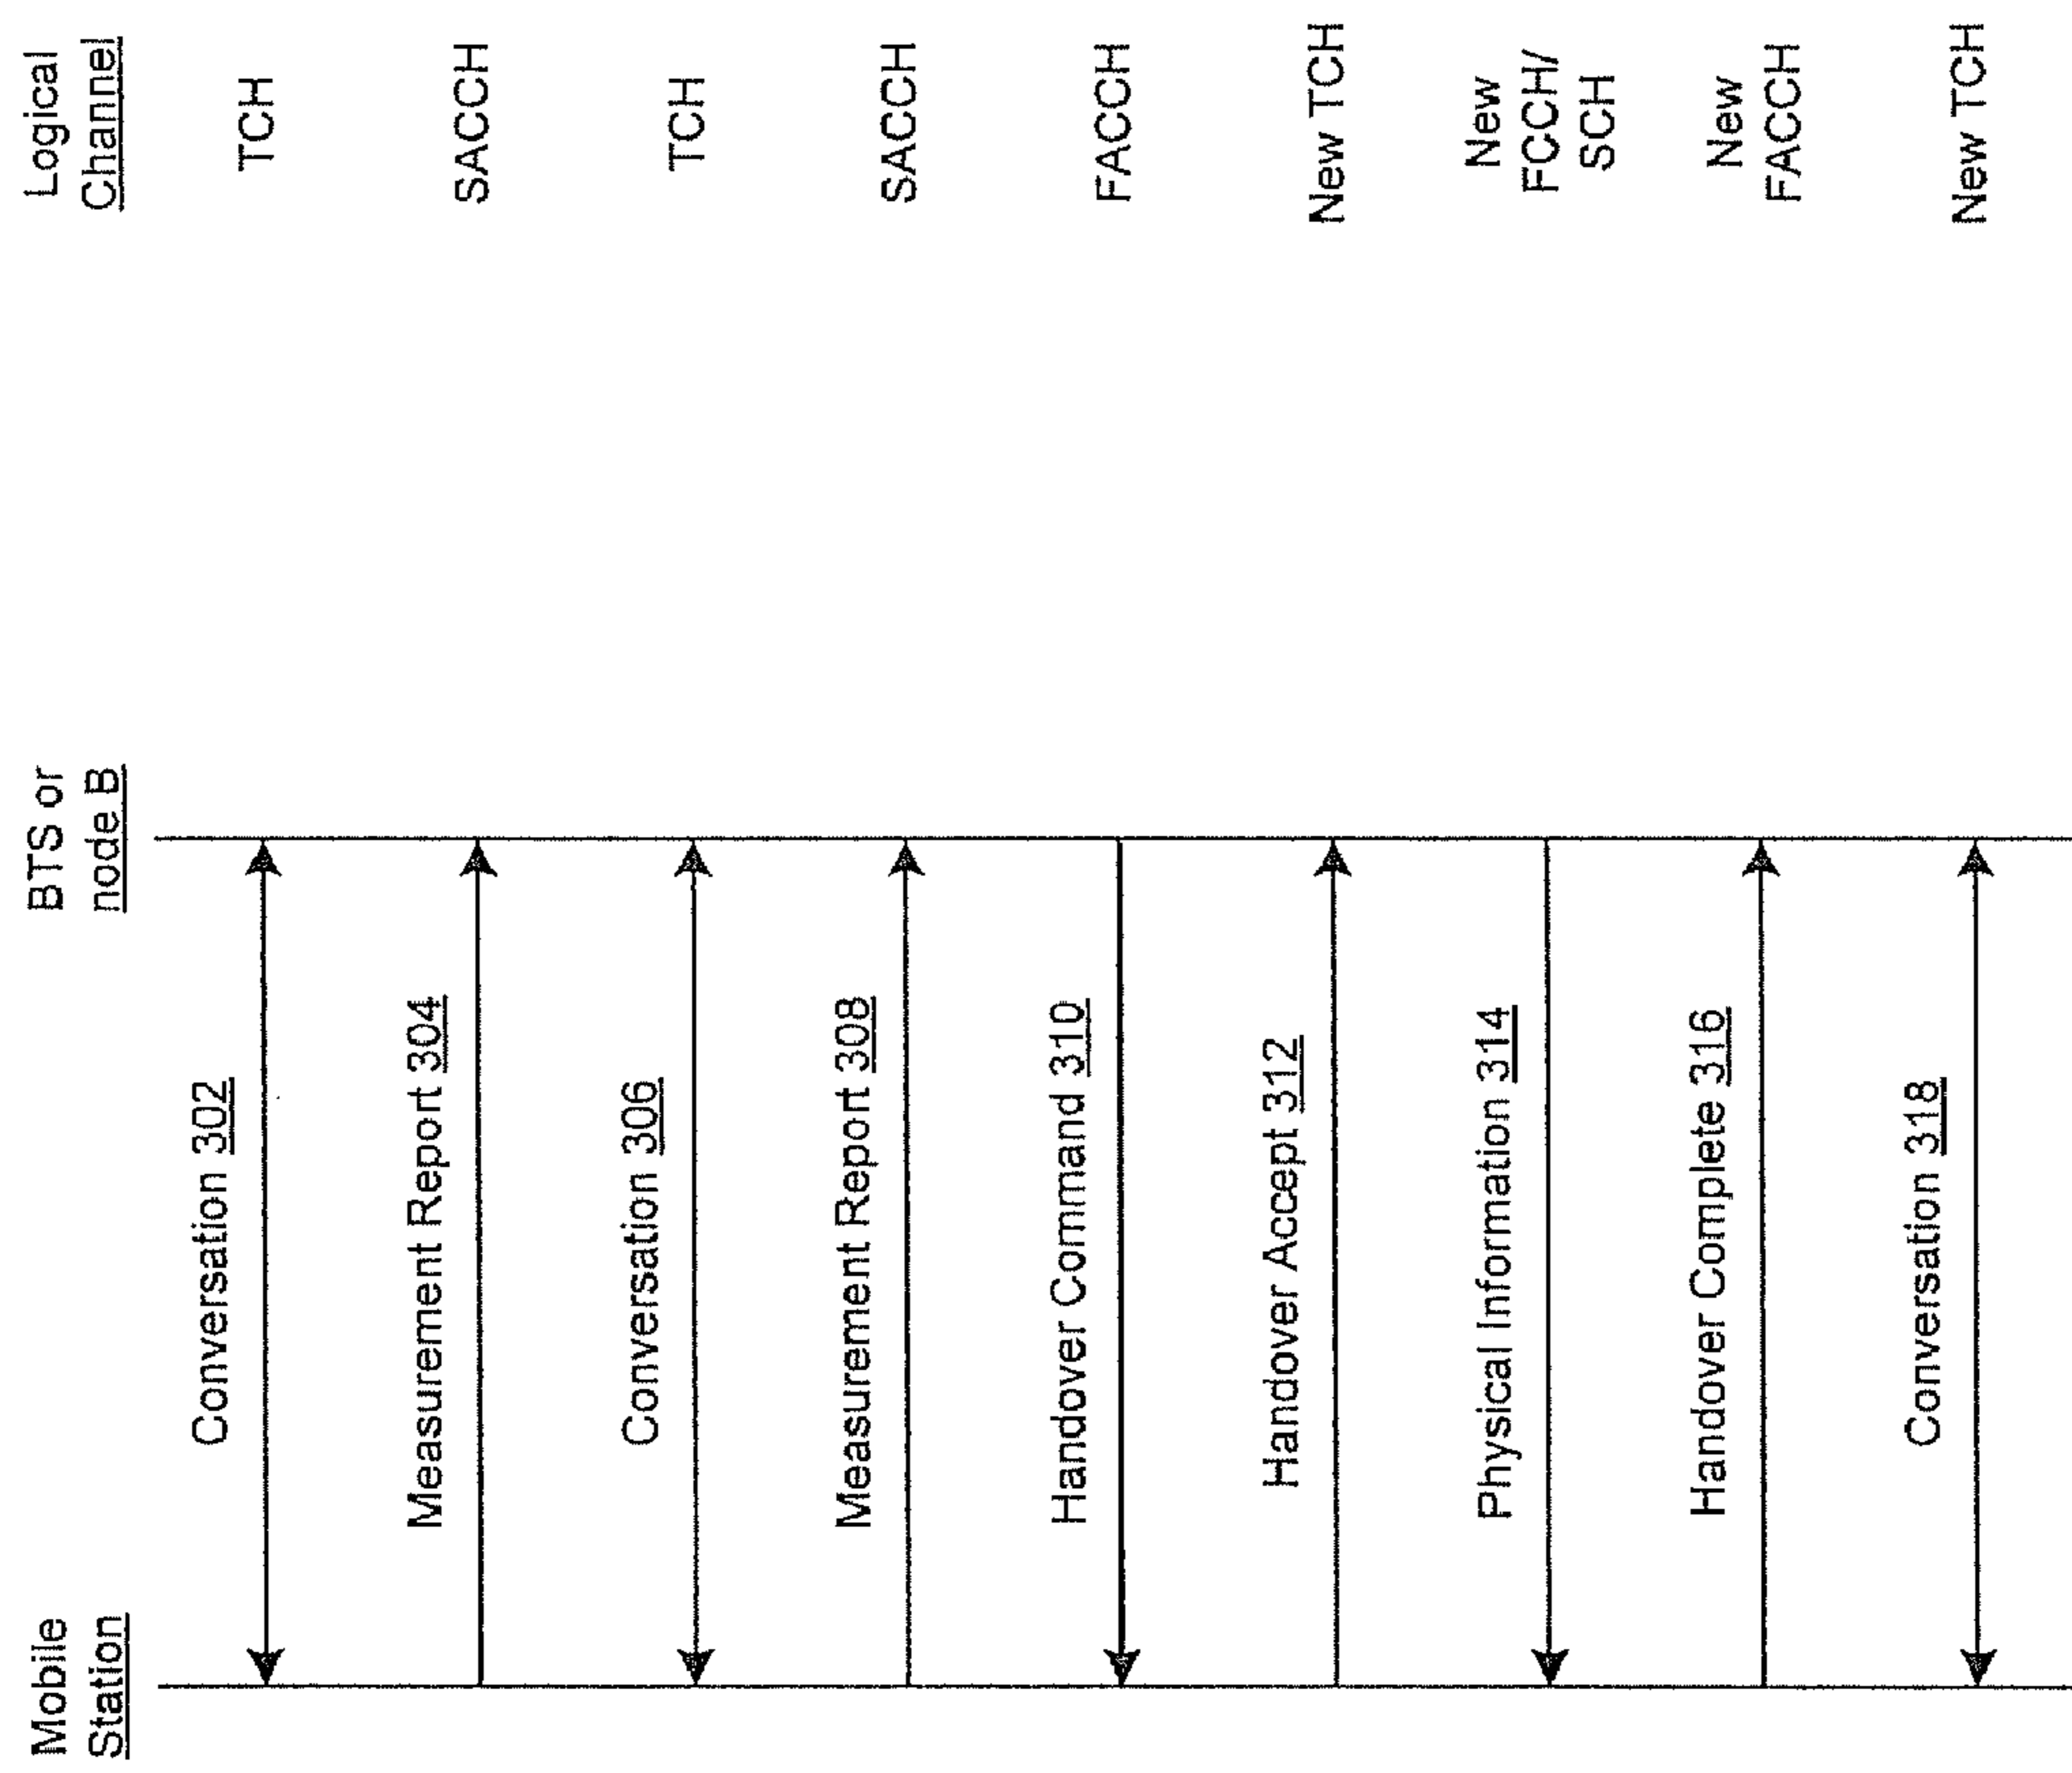 Mobile
Station
BTS or
node B
Logical
Channel
Conversation 302
TCH
Measurement Report 304
SACCH
Conversation 306
TCH
Measurement Report 308
SACCH
Handover Command 310
FACCH
Handover Accept 312
New TCH
Physical Information 314
New
FCCH/
SCH
Handover Complete 316
New
FACCH
Conversation 318
New TCH